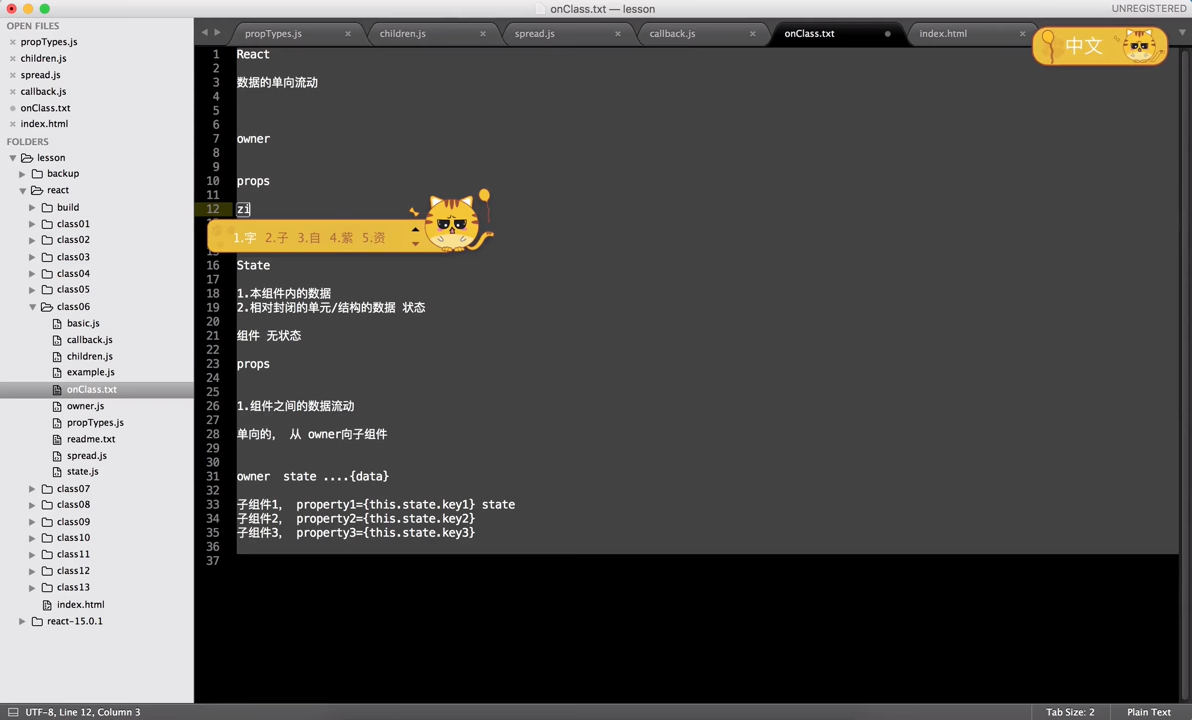 onClass.txt — lesson
UNREGISTERED
OPEN FILES
propTypes.js
children.js
spread.js
callback.js
onClass.txt
index.html
FOLDERS
lesson
backup
react
build
class01
class02
class03
class04
class05
class06
basic.js
callback.js
children.js
example.js
onClass.txt
owner.js
propTypes.js
readme.txt
spread.js
state.js
class07
class08
class09
class10
class11
class12
class13
index.html
react-15.0.1
propTypes.js
children.js
spread.js
callback.js
onClass.txt
index.html
中文
1 React
2
3 数据的单向流动
4
5
6
7 owner
8
9
10 props
11
12 zi
1.字 2.子 3.自 4.紫 5.资
16 State
17
18 1.本组件内的数据
19 2.相对封闭的单元/结构的数据 状态
20
21 组件 无状态
22
23 props
24
25
26 1.组件之间的数据流动
27
28 单向的, 从 owner向子组件
29
30
31 owner state ....{data}
32
33 子组件1, property1={this.state.key1} state
34 子组件2, property2={this.state.key2}
35 子组件3, property3={this.state.key3}
36
37
UTF-8, Line 12, Column 3
Tab Size: 2
Plain Text